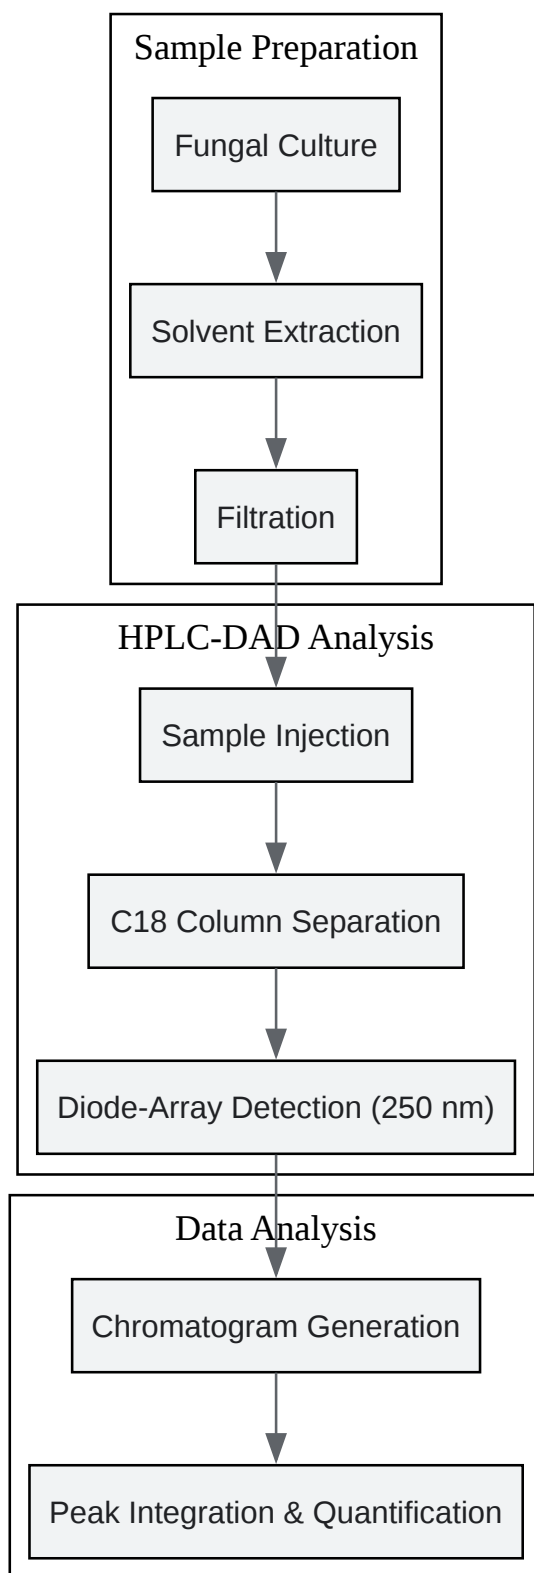 Sample Preparation
Fungal Culture
Solvent Extraction
Filtration
HPLC-DAD Analysis
Sample Injection
C18 Column Separation
Diode-Array Detection (250 nm)
Data Analysis
Chromatogram Generation
Peak Integration & Quantification